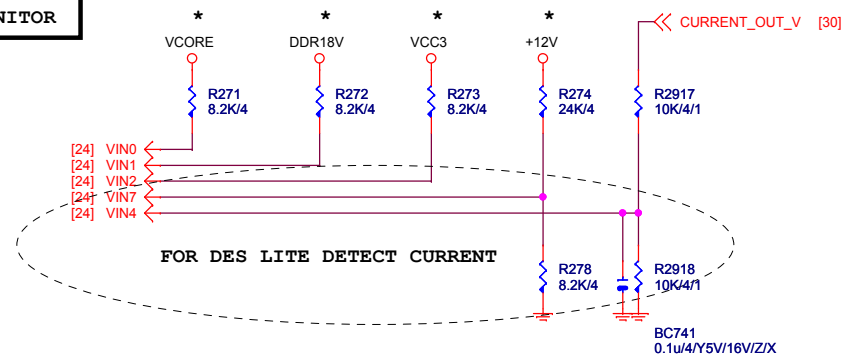 NITOR
* * * *
VCORE DDR18V VCC3 +12V
CURRENT_OUT_V [30]
R271
8.2K/4
R272
8.2K/4
R273
8.2K/4
R274
24K/4
R2917
10K/4/1
[24] VIN0
[24] VIN1
[24] VIN2
[24] VIN7
[24] VIN4
FOR DES LITE DETECT CURRENT
R278
8.2K/4
R2918
10K/4/1
BC741
0.1u/4/Y5V/16V/Z/X